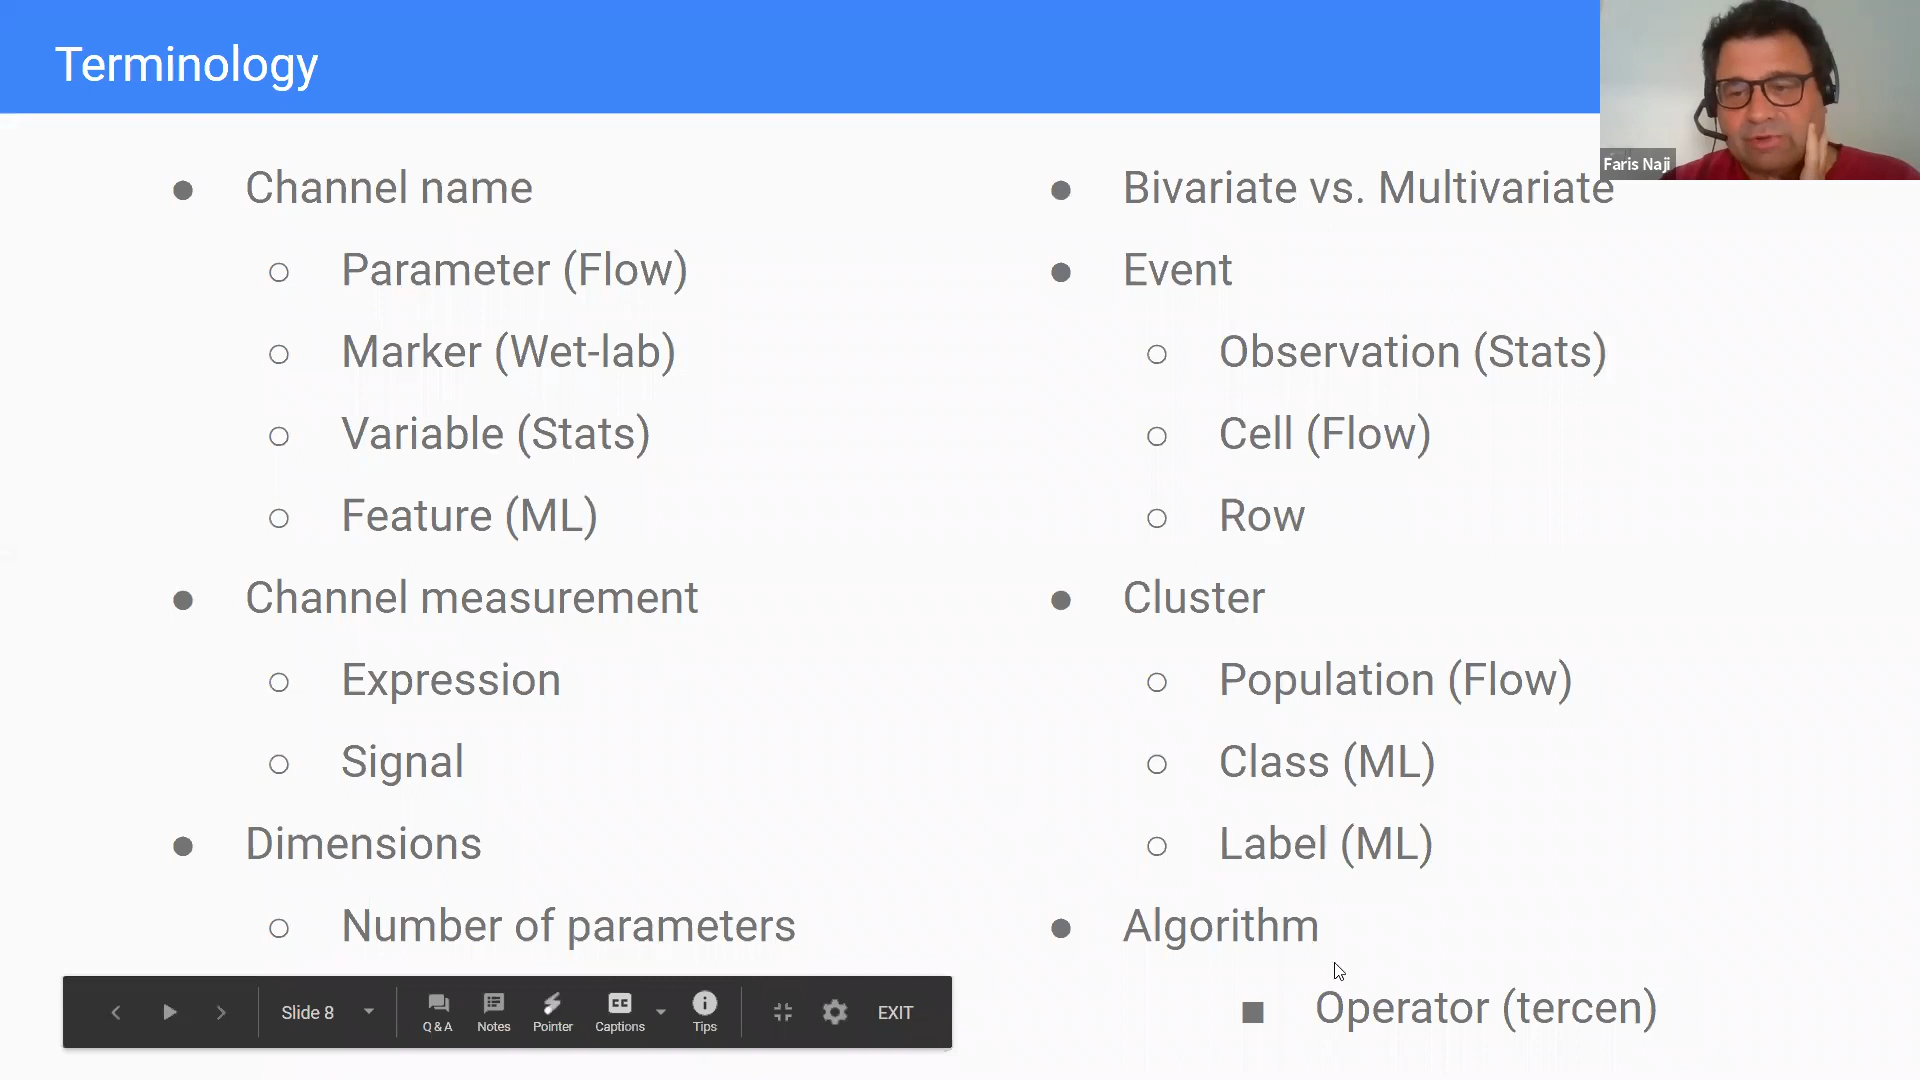 Terminology
Faris Naji
Channel name
Parameter (Flow)
Marker (Wet-lab)
Variable (Stats)
Feature (ML)
Channel measurement
Expression
Signal
Dimensions
Number of parameters
Bivariate vs. Multivariate
Event
Observation (Stats)
Cell (Flow)
Row
Cluster
Population (Flow)
Class (ML)
Label (ML)
Algorithm
Operator (tercen)
Slide 8
Q & A
Notes
Pointer
CC
Captions
Tips
EXIT